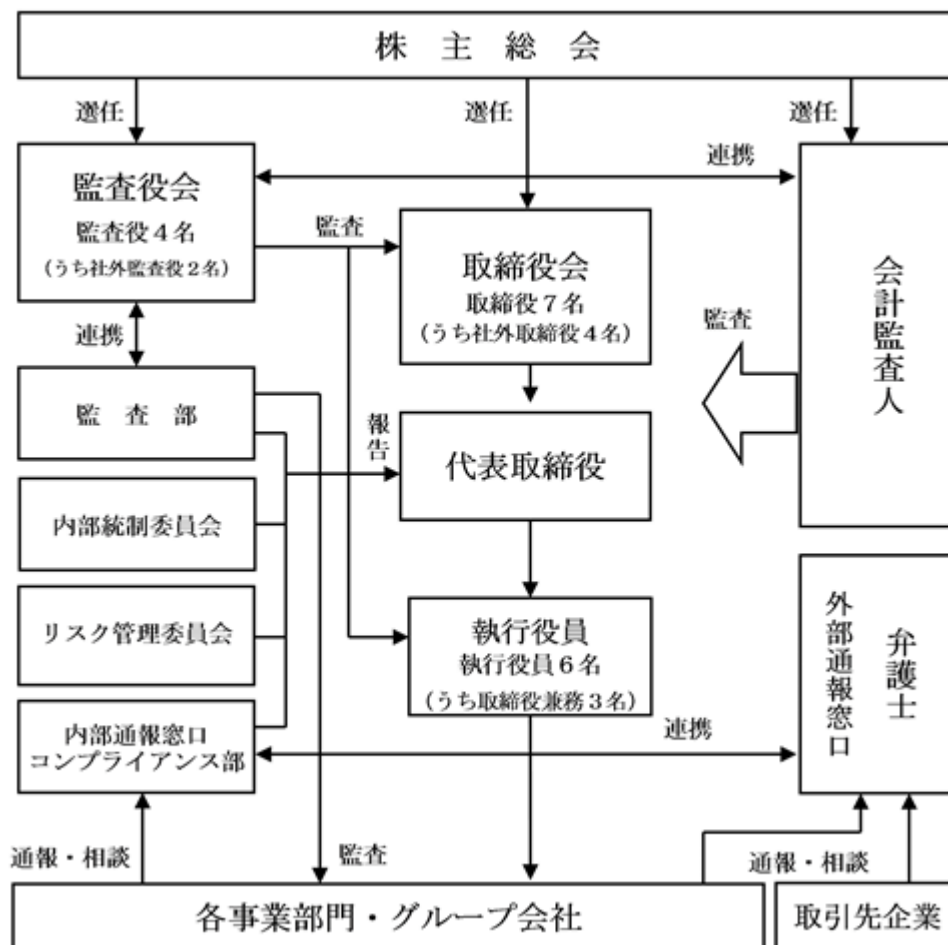 株主総会
選任
選任
選任
監査役会
監査役4名
（うち社外監査役2名）
連携
監査
取締役会
取締役7名
（うち社外取締役4名）
会計監査人
監査
連携
監査部
報告
代表取締役
内部統制委員会
リスク管理委員会
執行役員
執行役員6名
（うち取締役兼務3名）
外部通報窓口
弁護士
内部通報窓口
コンプライアンス部
連携
通報・相談
監査
通報・相談
各事業部門・グループ会社
取引先企業